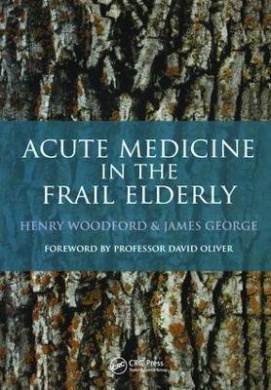 ACUTE MEDICINE
IN THE
FRAIL ELDERLY
HENRY WOODFORD & JAMES GEORGE
FOREWORD BY PROFESSOR DAVID OLIVER
CRC Press